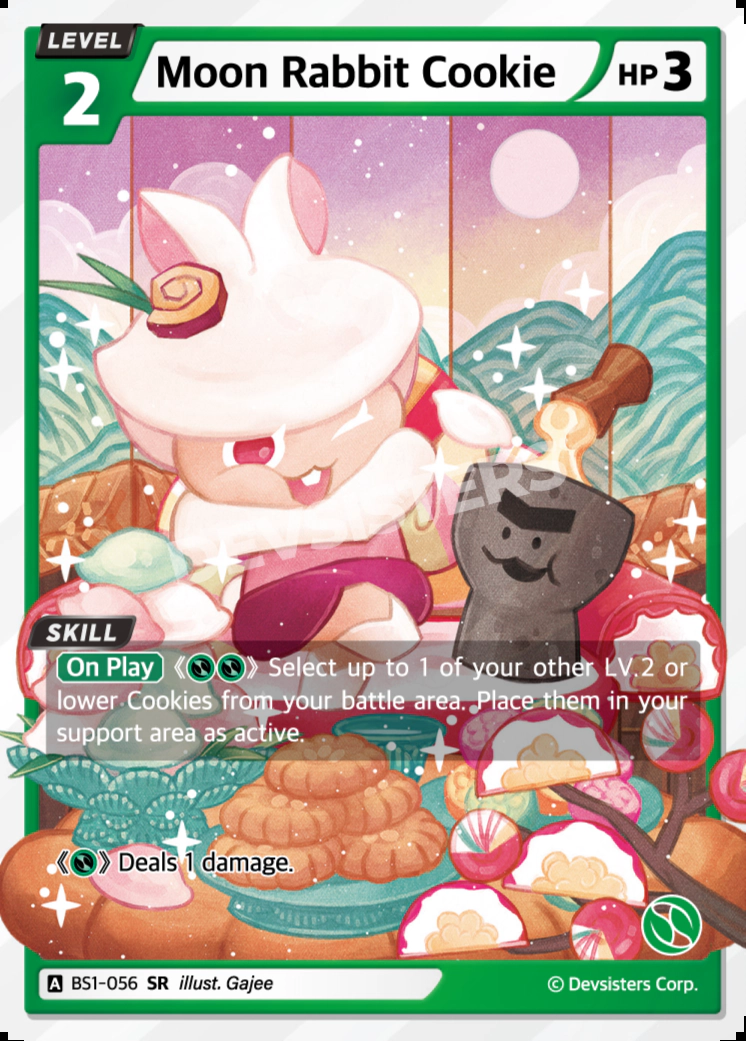 LEVEL
2
Moon Rabbit Cookie
HP 3
DEVSISTERS
SKILL
On Play 《》 Select up to 1 of your other LV.2 or
lower Cookies from your battle area. Place them in your
support area as active.
《》 Deals 1 damage.
A BS1-056 SR illust. Gajee
© Devsisters Corp.